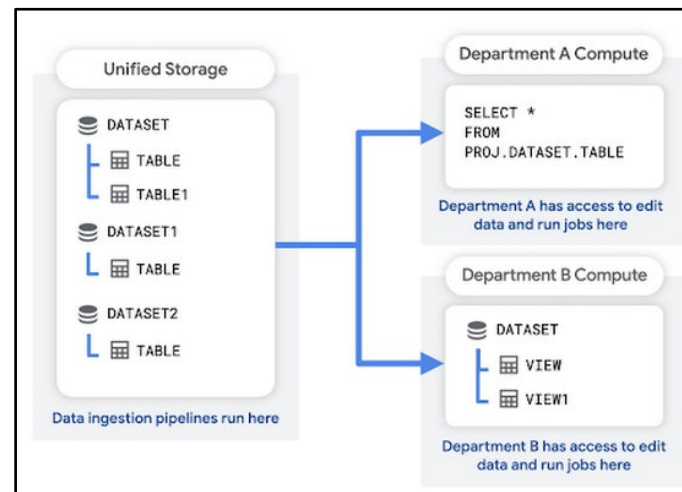 Unified Storage
DATASET
TABLE
TABLE1
DATASET1
TABLE
DATASET2
TABLE
Data ingestion pipelines run here
Department A Compute
SELECT *
FROM
PROJ.DATASET.TABLE
Department A has access to edit
data and run jobs here
Department B Compute
DATASET
VIEW
VIEW1
Department B has access to edit
data and run jobs here